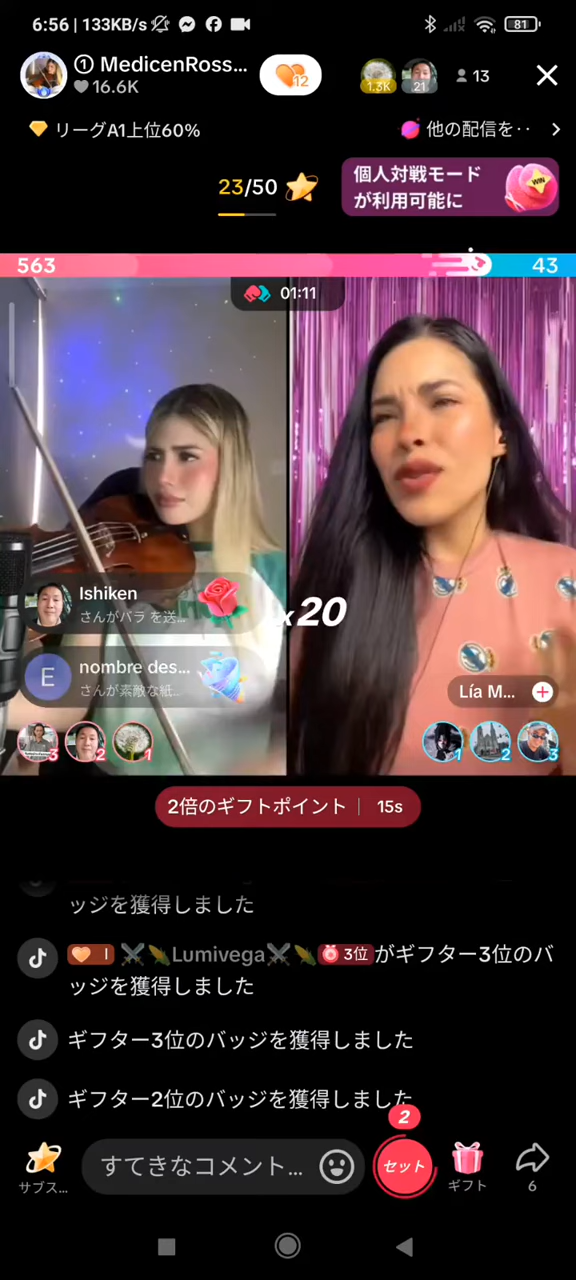 6:56 | 133KB/s
81
① MedicenRoss...
16.6K
12
1.3K
21
13
リーグA1上位60%
他の配信を··
23/50
個人対戦モード
が利用可能に
WIN
563
43
01:11
Ishiken
さんがバラ を送...
x20
E
nombre des...
さんが素敵な紙...
Lía M...
3
2
1
1
2
3
2倍のギフトポイント | 15s
ッジを獲得しました
I ⚔️🌽Lumivega⚔️🌽 3位がギフター3位のバ
ッジを獲得しました
ギフター3位のバッジを獲得しました
ギフター2位のバッジを獲得しました
2
サブス...
すてきなコメント...
セット
ギフト
6